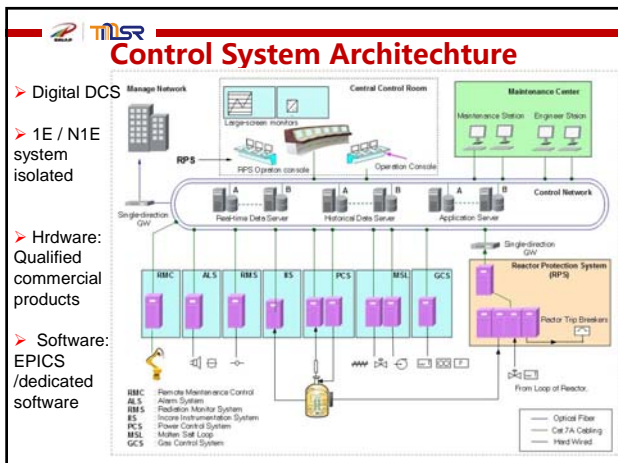 SINAP TMSR
Control System Architechture
➤ Digital DCS
➤ 1E / N1E
system
isolated
➤ Hrdware:
Qualified
commercial
products
➤ Software:
EPICS
/dedicated
software
Manage Network
Central Control Room
Large-screen monitors
RPS
RPS Opration console
Operation Console
Maintenance Center
Maintenance Station
Engineer Staion
Control Network
A B A B A B
Single-direction
GW
Real-time Data Server
Historical Data Server
Application Server
Single-direction
GW
RMC ALS RMS IIS PCS MSL GCS
Reactor Protection System
(RPS)
Rector Trip Breakers
From Loop of Reactor.
RMC : Remote Maintenance Control
ALS : Alarm System
RMS : Radiation Monitor System
IIS : Incore Instrumentation System
PCS : Power Control System
MSL : Molten Salt Loop
GCS : Gas Control System
Optical Fiber
Cat 7A Cabling
Hard Wired